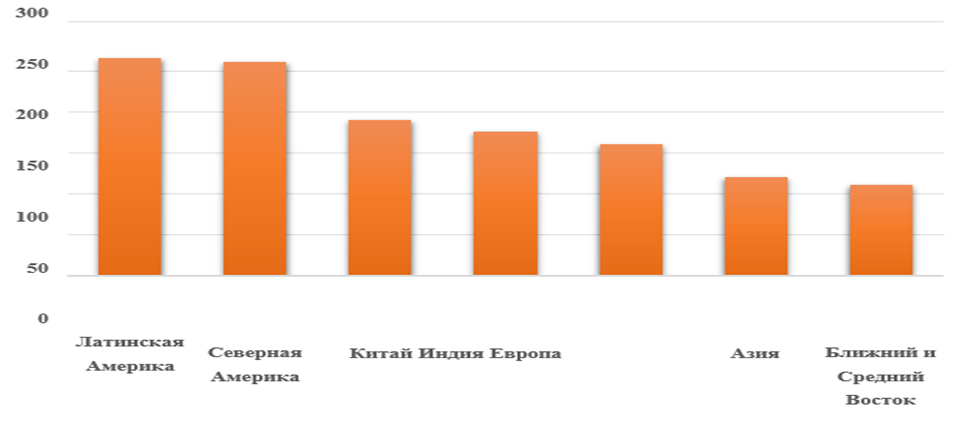 300
250
200
150
100
50
0
Латинская
Америка
Северная
Америка
Китай Индия Европа
Азия
Ближний и
Средний
Восток